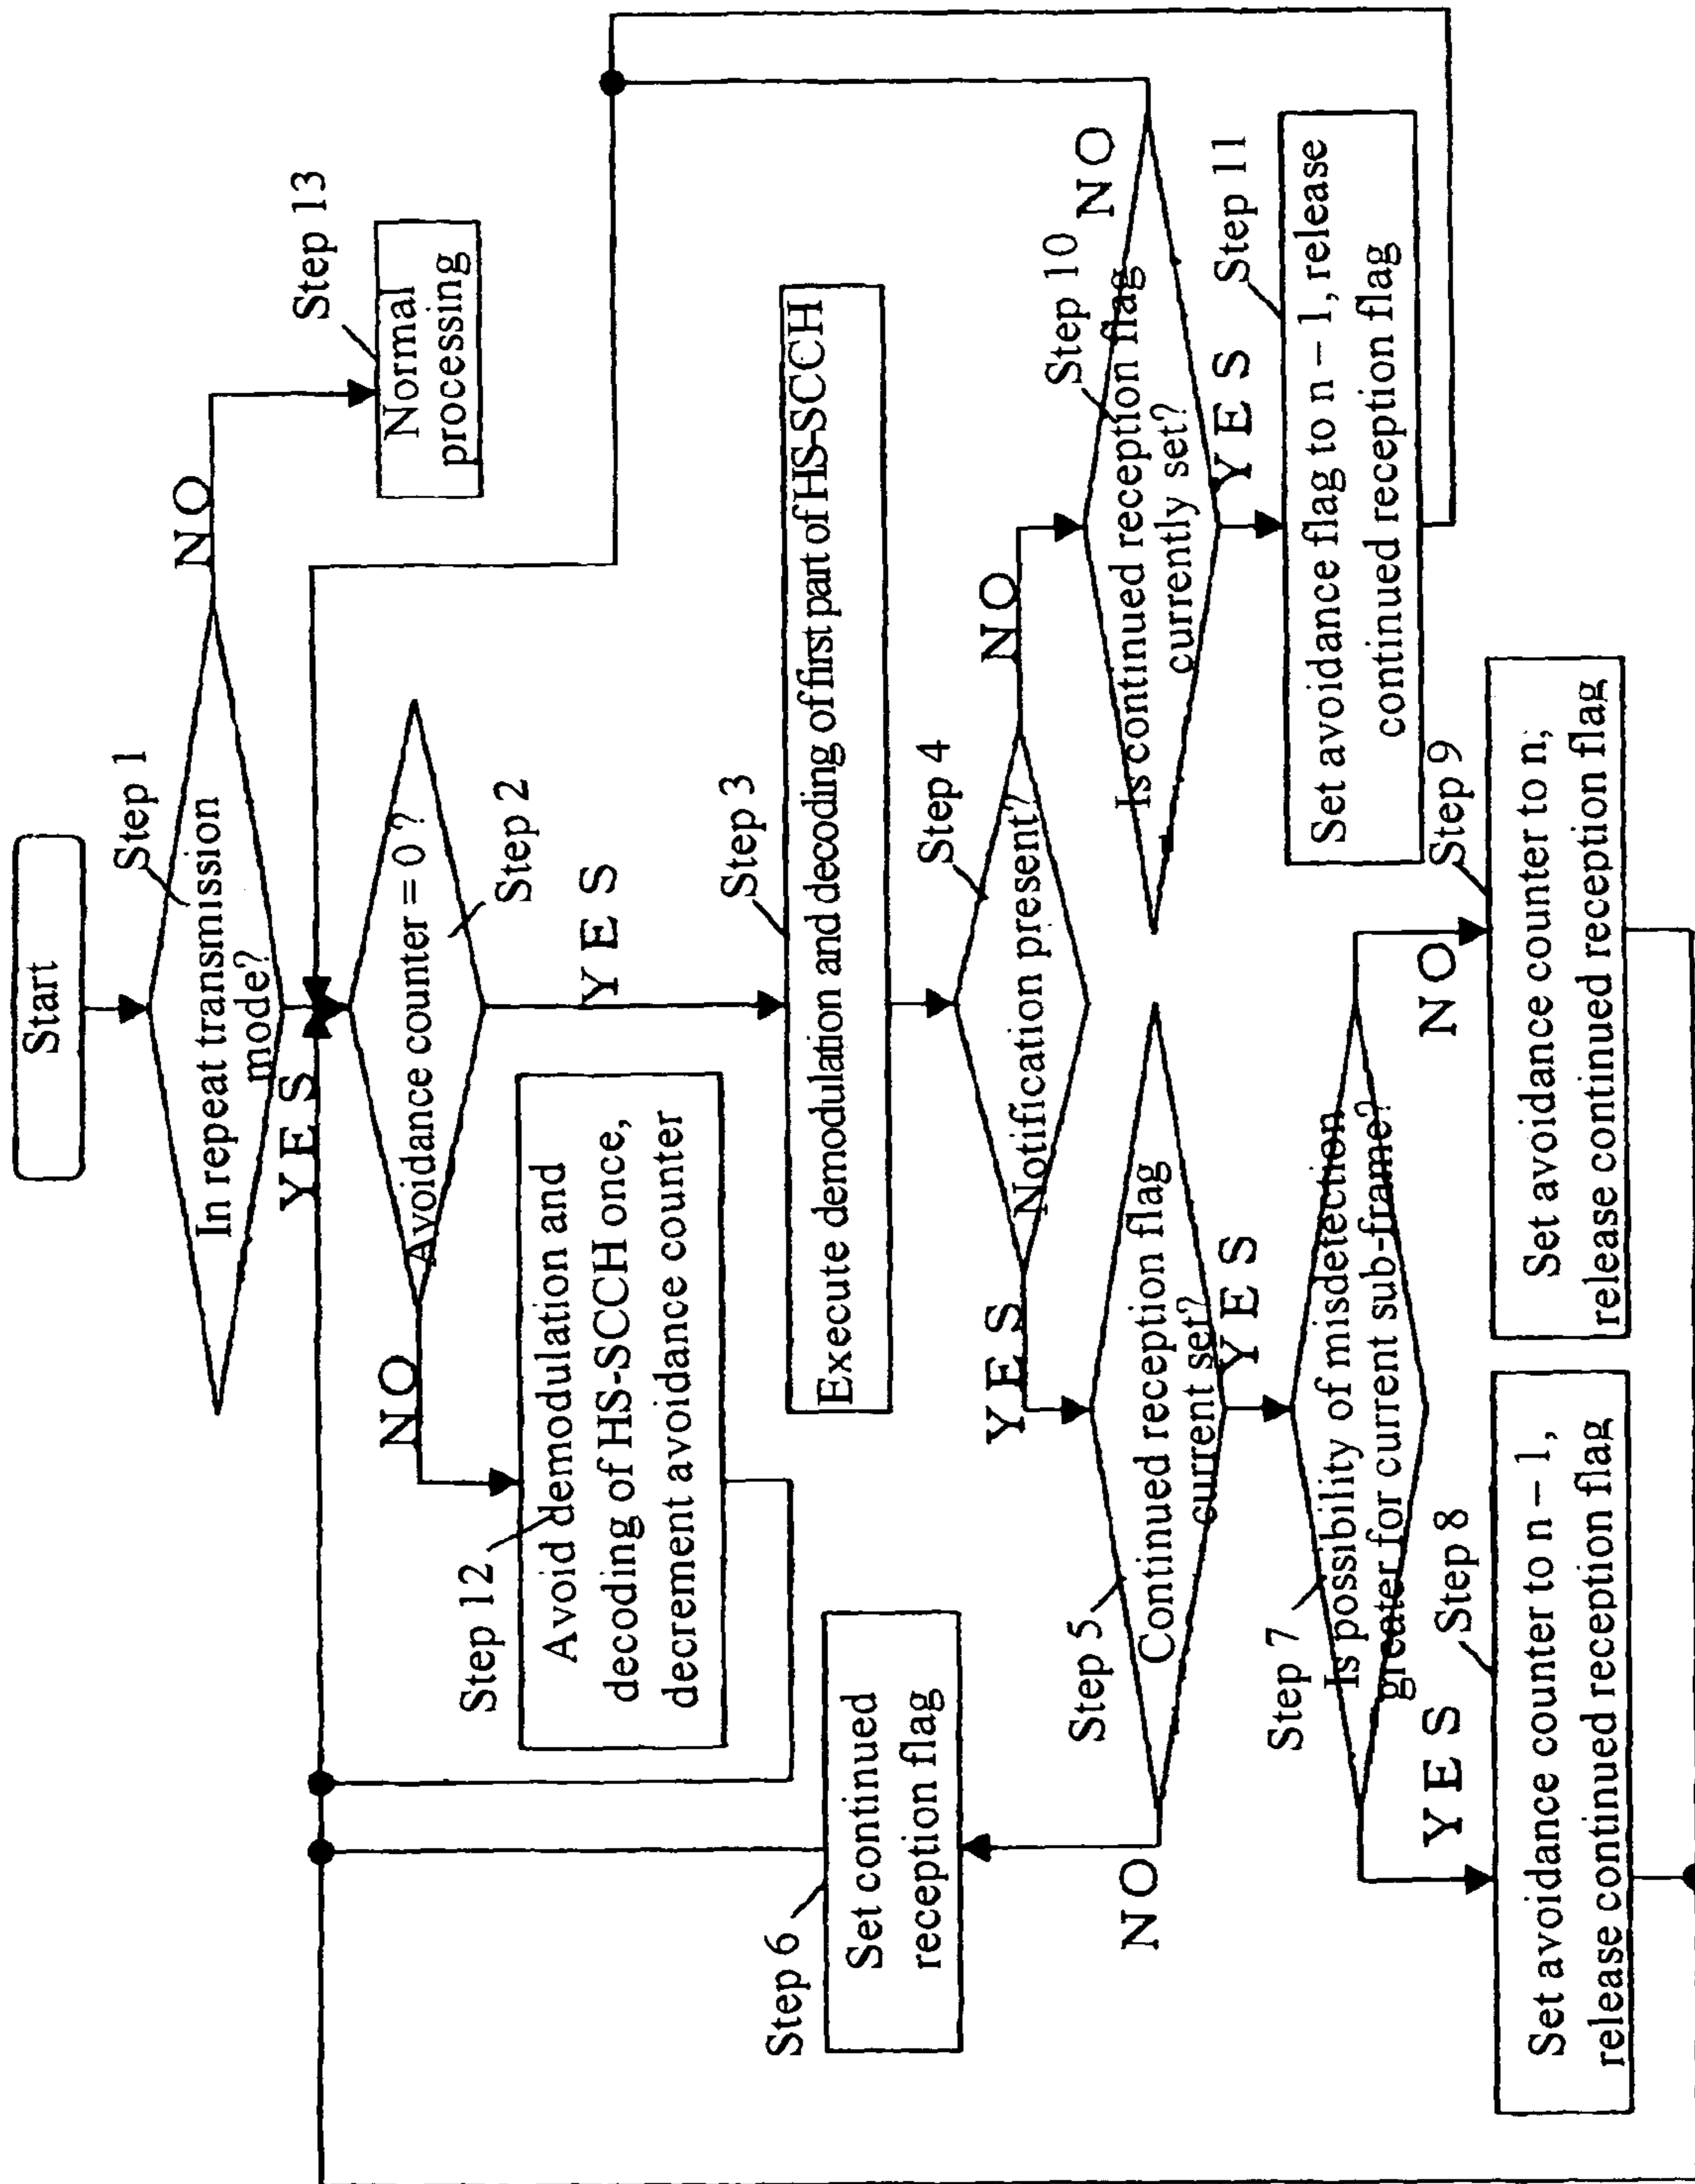 Start
Step 1
In repeat transmission
mode?
NO
Step 13
Normal
processing
YES
Avoidance counter = 0 ?
Step 2
NO
YES
Step 12
Avoid demodulation and
decoding of HS-SCCH once,
decrement avoidance counter
Step 3
Execute demodulation and decoding of first part of HS-SCCH
Step 4
Notification present?
YES
NO
Step 6
Set continued
reception flag
Step 5
Continued reception flag
current set?
NO
YES
Step 10
Is continued reception flag
currently set?
NO
YES
Step 11
Set avoidance flag to n – 1, release
continued reception flag
Step 7
Is possibility of misdetection
greater for current sub-frame?
YES
NO
Step 8
Set avoidance counter to n – 1,
release continued reception flag
Step 9
Set avoidance counter to n,
release continued reception flag